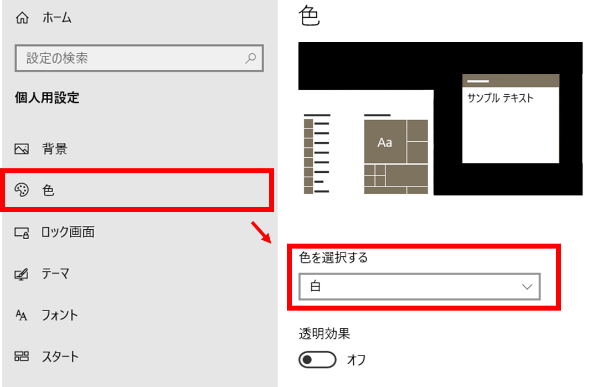 ホーム
設定の検索
個人用設定
背景
色
ロック画面
テーマ
フォント
スタート
色
サンプル テキスト
Aa
色を選択する
白
透明効果
オフ